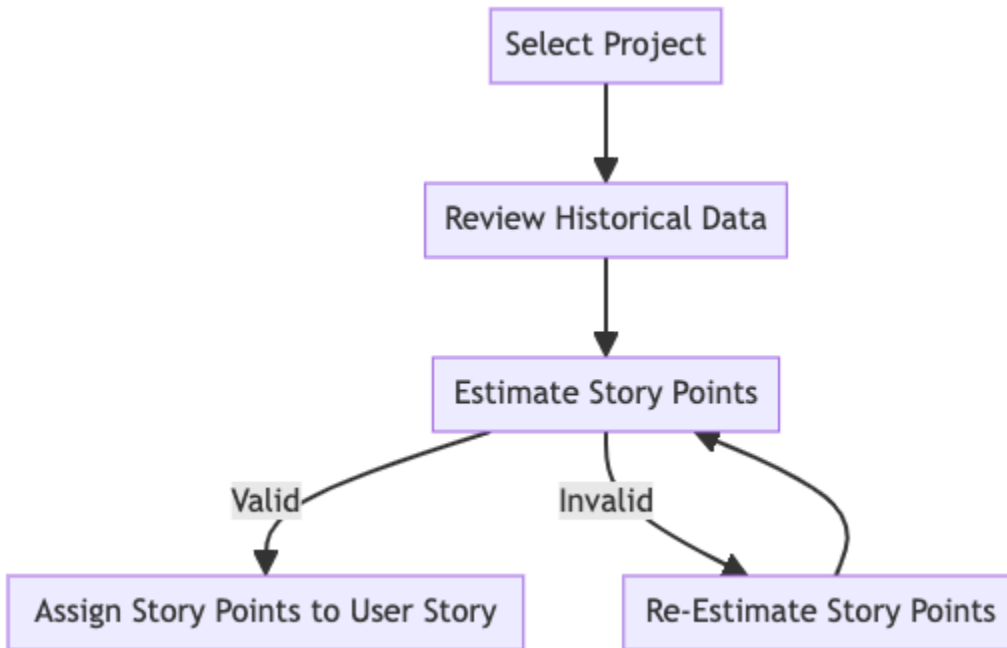 Select Project
Review Historical Data
Estimate Story Points
Valid
Invalid
Assign Story Points to User Story
Re-Estimate Story Points